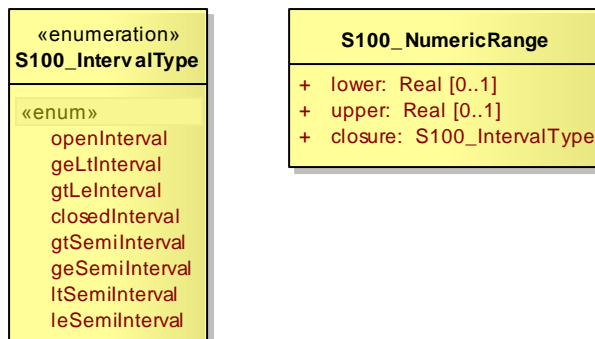 «enumeration»
S100_IntervalType
«enum»
openInterval
geLtInterval
gtLeInterval
closedInterval
gtSemiInterval
geSemiInterval
ltSemiInterval
leSemiInterval
S100_NumericRange
+ lower: Real [0..1]
+ upper: Real [0..1]
+ closure: S100_IntervalType